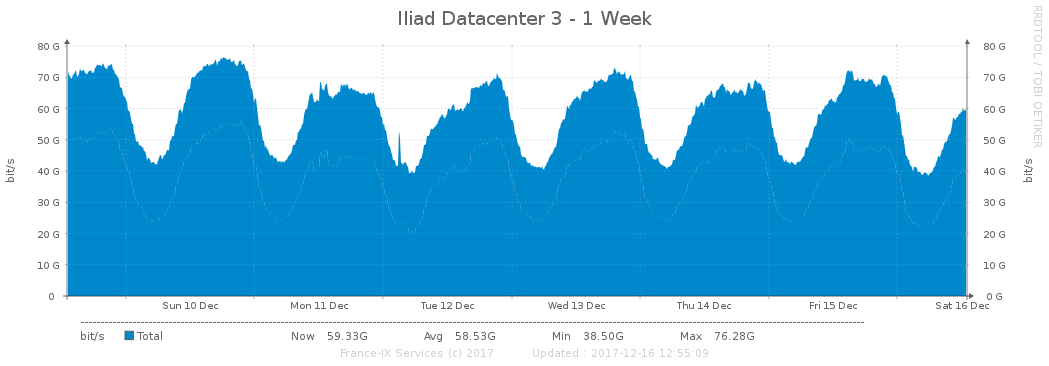 Iliad Datacenter 3 - 1 Week
RRDTOOL / TOBI OETIKER
bit/s
bit/s
80 G 80 G
70 G 70 G
60 G 60 G
50 G 50 G
40 G 40 G
30 G 30 G
20 G 20 G
10 G 10 G
0 0 G
Sun 10 Dec Mon 11 Dec Tue 12 Dec Wed 13 Dec Thu 14 Dec Fri 15 Dec Sat 16 Dec
bit/s Total Now 59.33G Avg 58.53G Min 38.50G Max 76.28G
France-IX Services (c) 2017 Updated : 2017-12-16 12:55:09